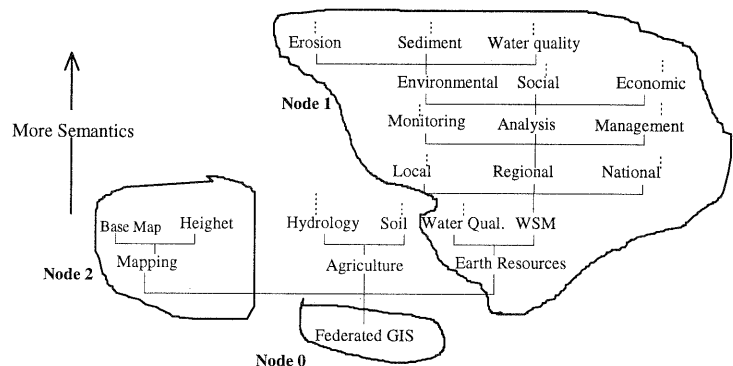 Erosion Sediment Water quality
Environmental Social Economic
Node 1
Monitoring Analysis Management
More Semantics
Local Regional National
Base Map Heighet Hydrology Soil Water Qual. WSM
Mapping Agriculture Earth Resources
Node 2
Federated GIS
Node 0